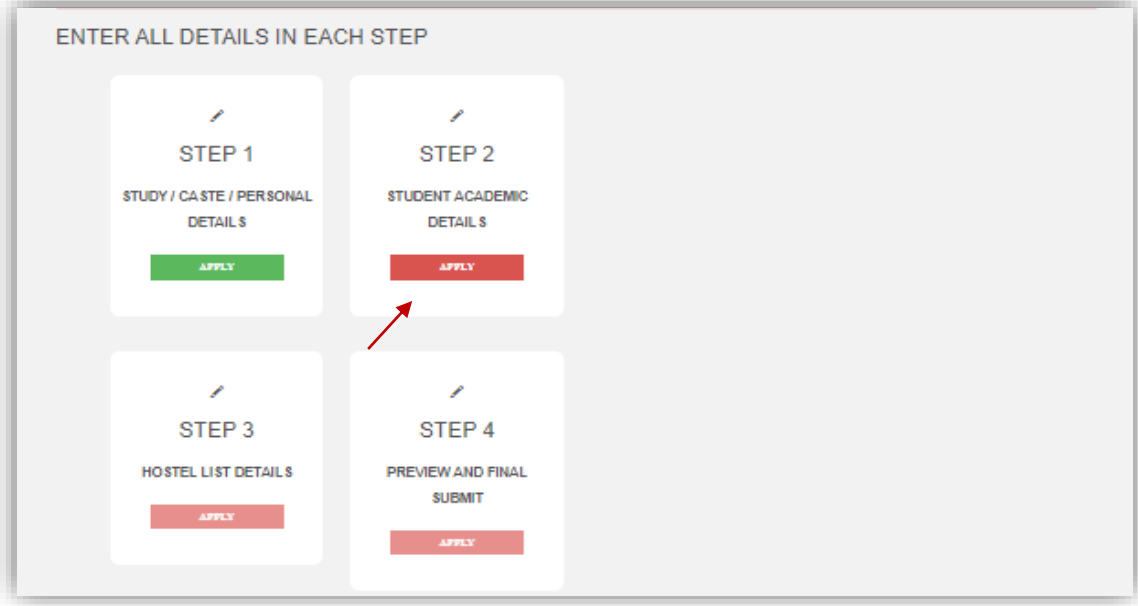 ENTER ALL DETAILS IN EACH STEP
STEP 1
STUDY / CASTE / PERSONAL
DETAILS
APPLY
STEP 2
STUDENT ACADEMIC
DETAILS
APPLY
STEP 3
HOSTEL LIST DETAILS
APPLY
STEP 4
PREVIEW AND FINAL
SUBMIT
APPLY